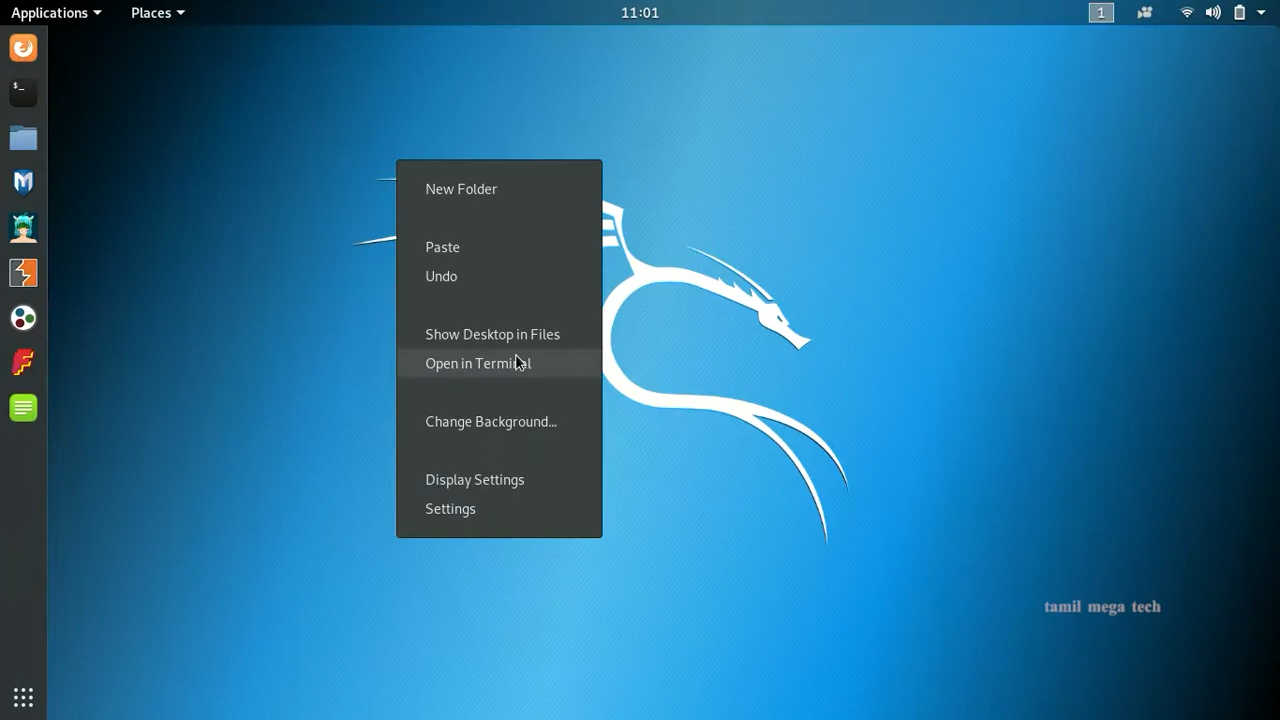 Applications Places 11:01 1
$_
New Folder
Paste
Undo
Show Desktop in Files
Open in Terminal
Change Background...
Display Settings
Settings
tamil mega tech